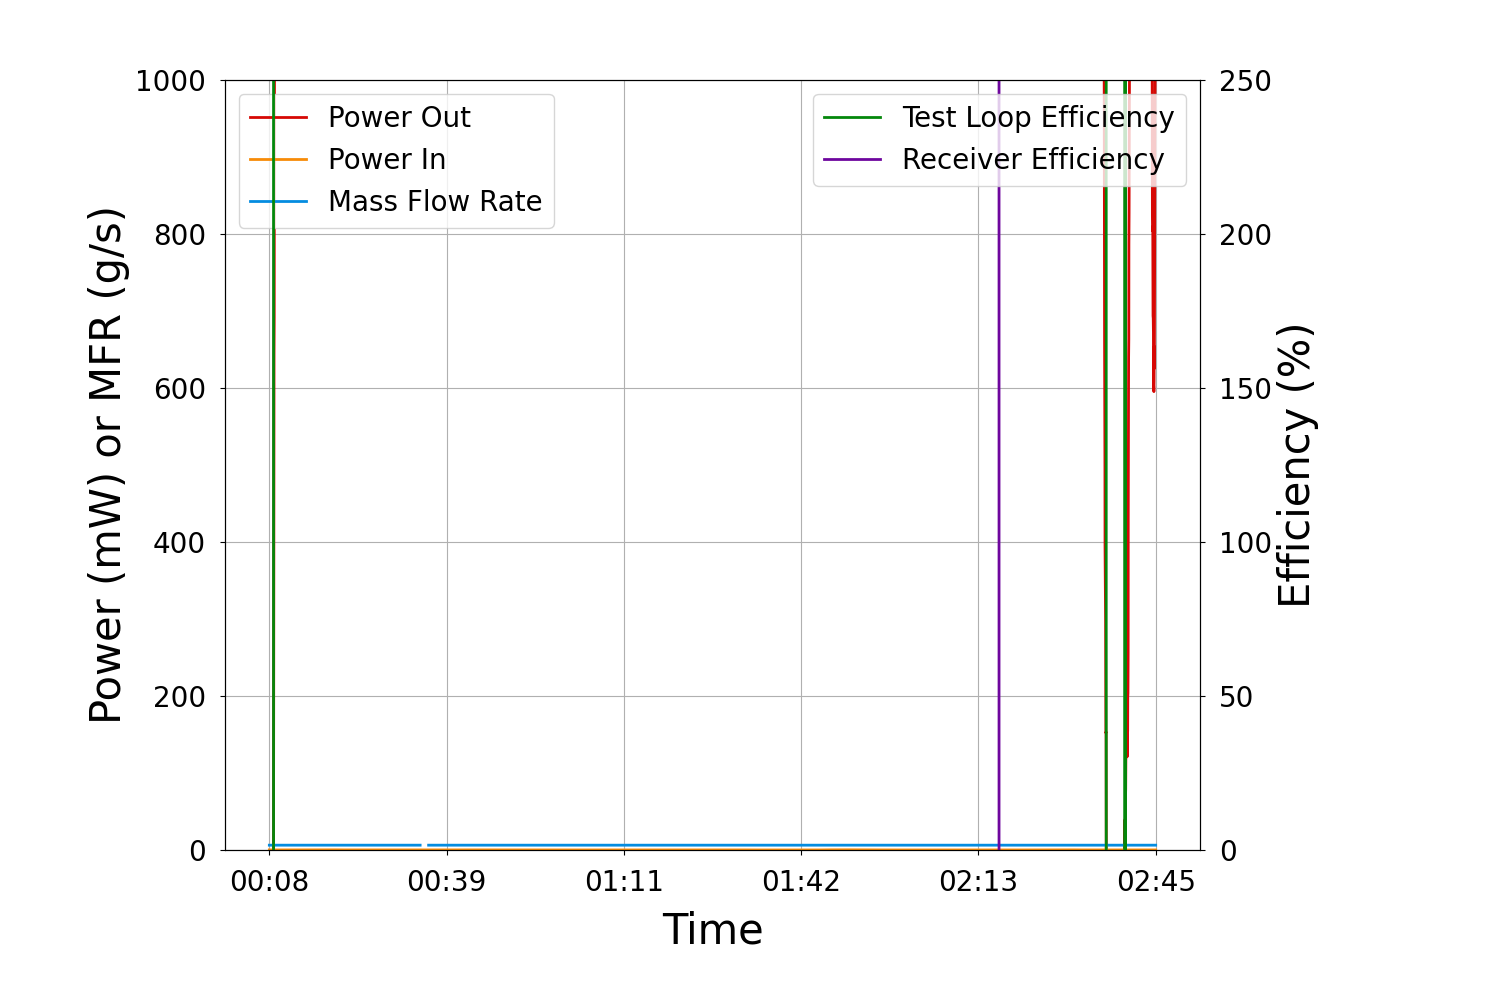 1000
800
600
400
200
0
Power (mW) or MFR (g/s)
Power Out
Power In
Mass Flow Rate
Test Loop Efficiency
Receiver Efficiency
250
200
150
100
50
0
Efficiency (%)
00:08 00:39 01:11 01:42 02:13 02:45
Time